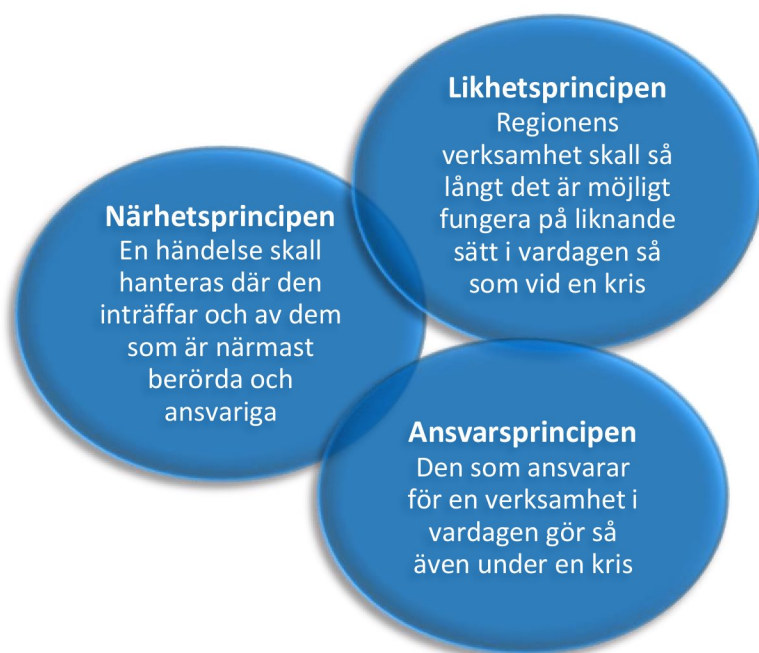 Likhetsprincipen
Regionens
verksamhet skall så
långt det är möjligt
fungera på liknande
sätt i vardagen så
som vid en kris
Närhetsprincipen
En händelse skall
hanteras där den
inträffar och av dem
som är närmast
berörda och
ansvariga
Ansvarsprincipen
Den som ansvarar
för en verksamhet i
vardagen gör så
även under en kris